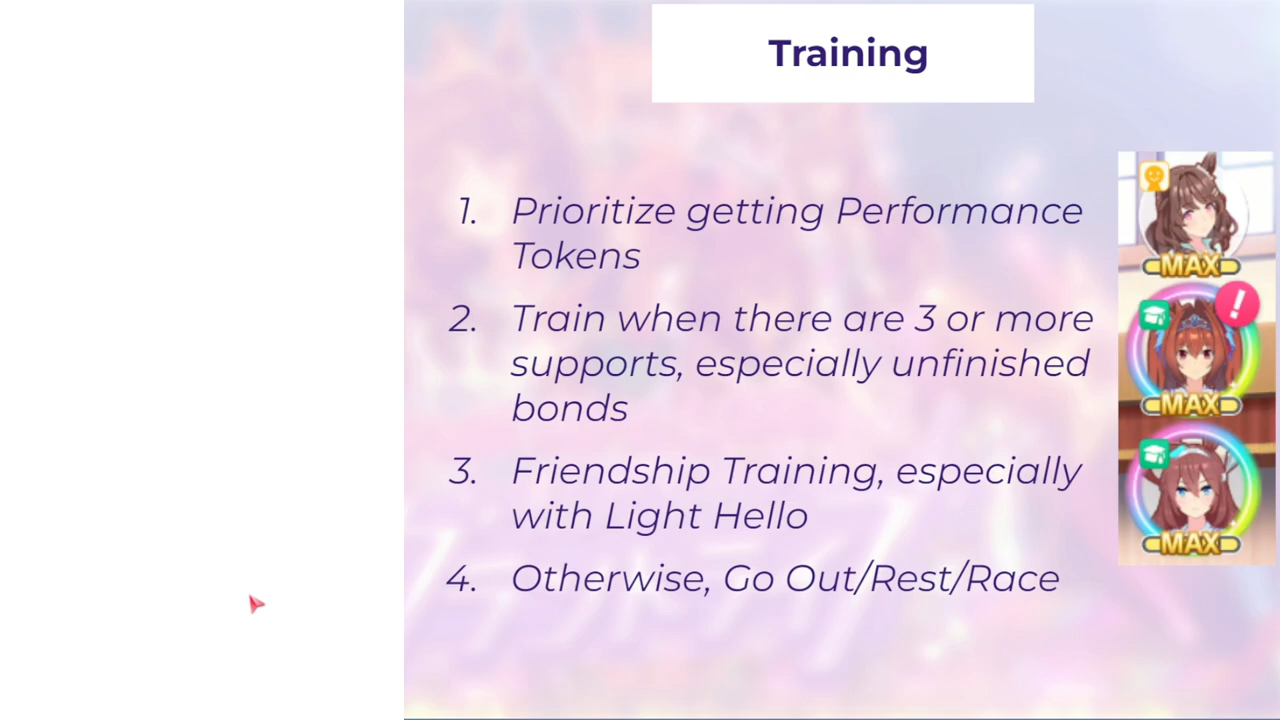 Training
1. Prioritize getting Performance
Tokens
2. Train when there are 3 or more
supports, especially unfinished
bonds
3. Friendship Training, especially
with Light Hello
4. Otherwise, Go Out/Rest/Race
MAX
!
MAX
MAX